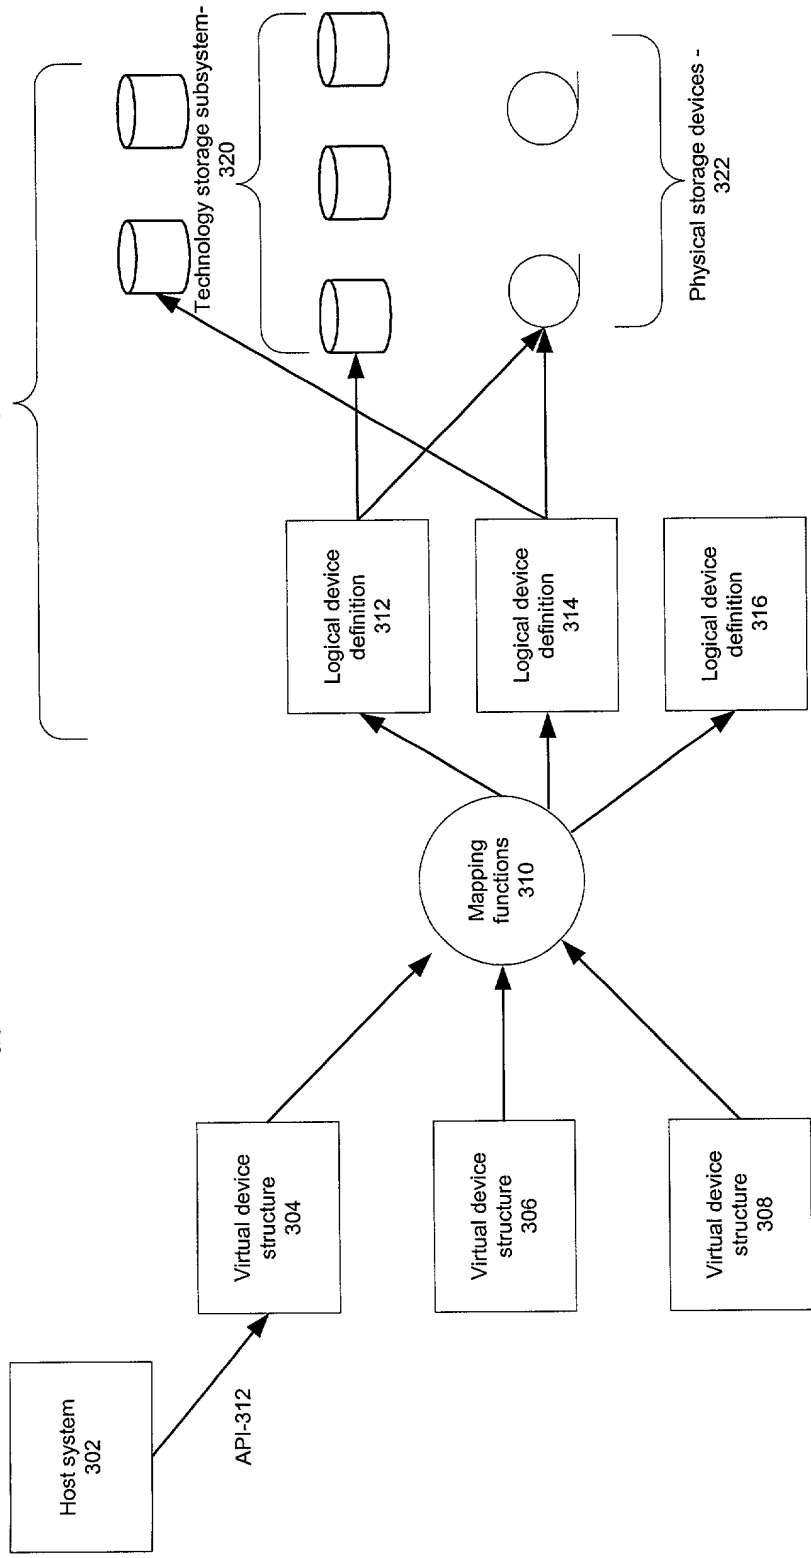 Host system
302
API-312
Virtual device
structure
304
Virtual device
structure
306
Virtual device
structure
308
Mapping
functions
310
Logical device
definition
312
Logical device
definition
314
Logical device
definition
316
Technology storage subsystem-
320
Physical storage devices -
322